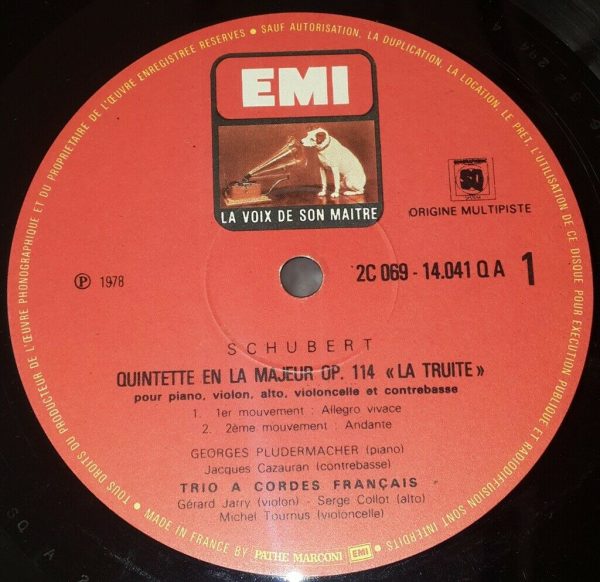 TOUS DROITS DU PRODUCTEUR DE L'ŒUVRE PHONOGRAPHIQUE ET DU PROPRIETAIRE DE L'ŒUVRE ENREGISTREE RESERVES • SAUF AUTORISATION, LA DUPLICATION, LA LOCATION, LE PRET, L'UTILISATION DE CE DISQUE POUR EXECUTION PUBLIQUE ET RADIODIFFUSION SONT INTERDITS •
EMI
LA VOIX DE SON MAITRE
SQ
ORIGINE MULTIPISTE
℗ 1978
2C 069 - 14.041 Q A 1
SCHUBERT
QUINTETTE EN LA MAJEUR OP. 114 « LA TRUITE »
pour piano, violon, alto, violoncelle et contrebasse
1. 1er mouvement : Allegro vivace
2. 2ème mouvement : Andante
GEORGES PLUDERMACHER (piano)
Jacques Cazauran (contrebasse)
TRIO A CORDES FRANÇAIS
Gérard Jarry (violon) - Serge Collot (alto)
Michel Tournus (violoncelle)
MADE IN FRANCE BY PATHE MARCONI EMI